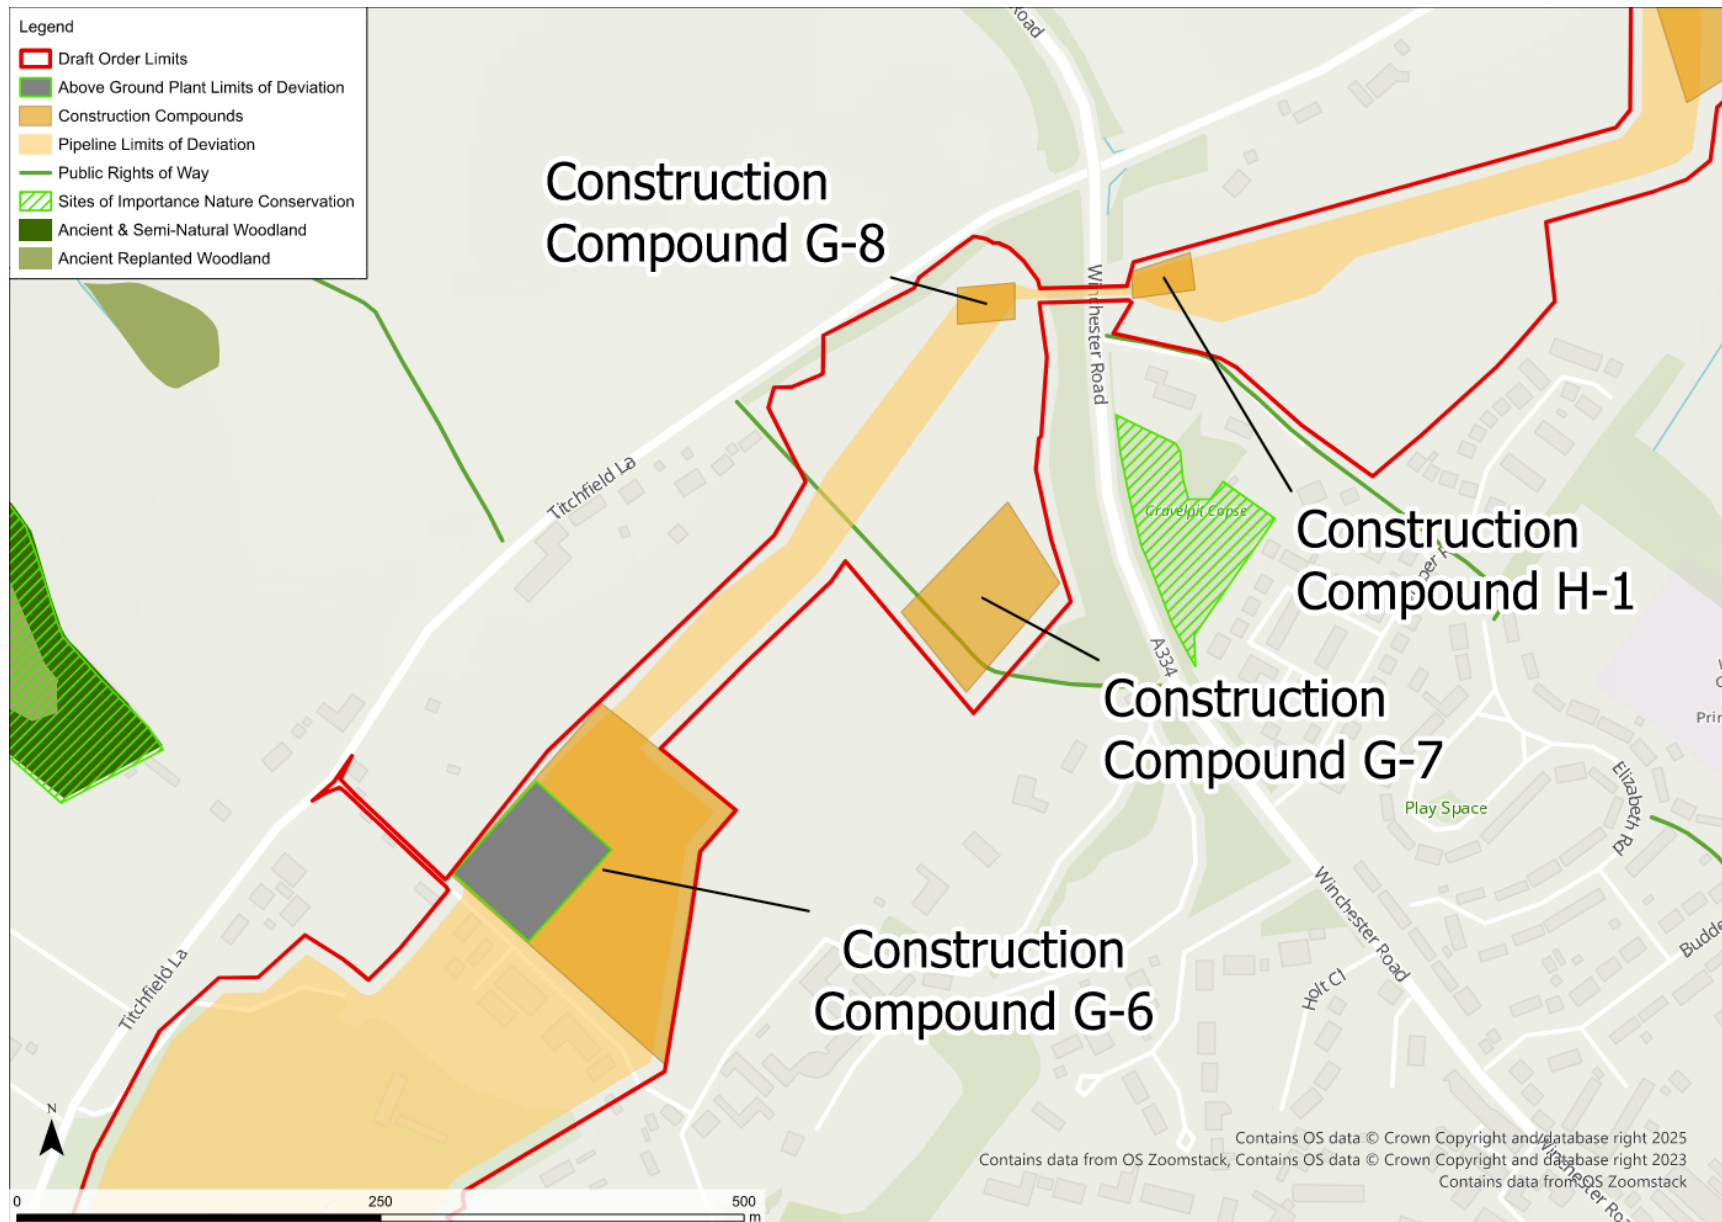 Legend
Draft Order Limits
Above Ground Plant Limits of Deviation
Construction Compounds
Pipeline Limits of Deviation
Public Rights of Way
Sites of Importance Nature Conservation
Ancient & Semi-Natural Woodland
Ancient Replanted Woodland
Road
Construction
Compound G-8
Winchester Road
Titchfield La
Gravelpit Copse
Construction
Compound H-1
A334
Construction
Compound G-7
Elizabeth Rd
Play Space
Winchester Road
Construction
Compound G-6
Titchfield La
Holt Cl
N
Contains OS data © Crown Copyright and database right 2025
Contains data from OS Zoomstack, Contains OS data © Crown Copyright and database right 2023
Contains data from OS Zoomstack
Winchester Roa
0 250 500
m